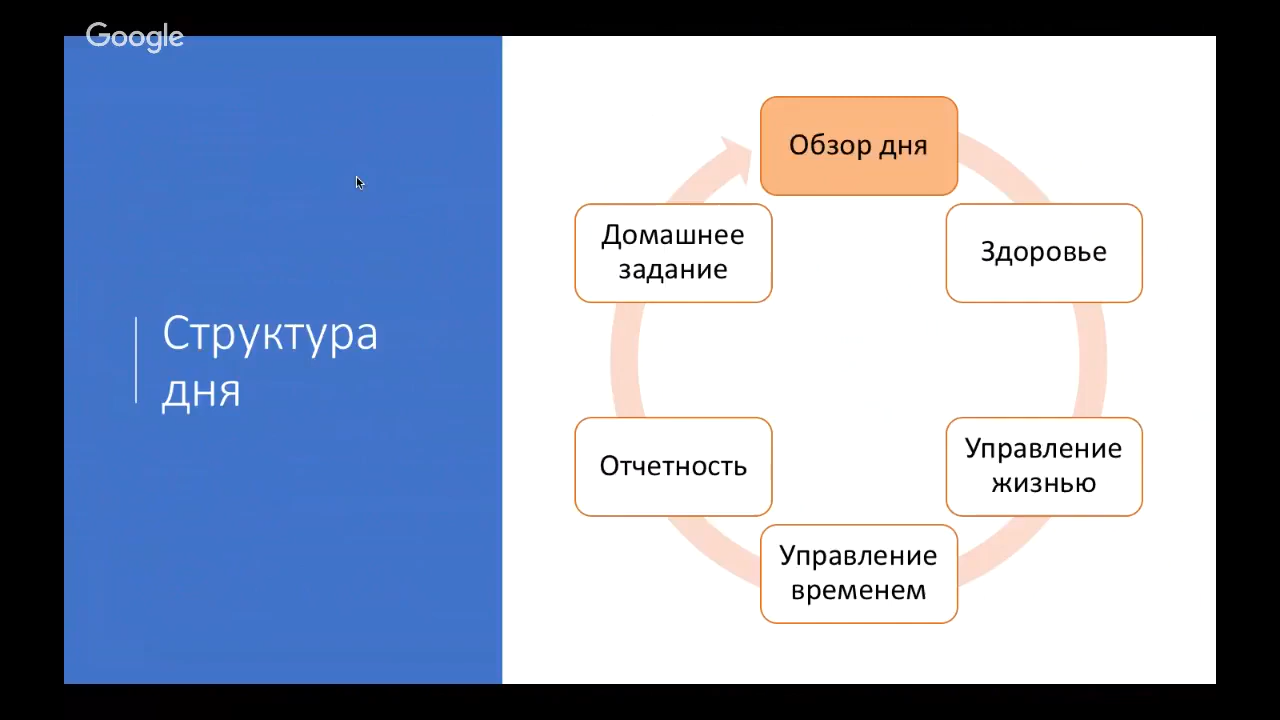 Google
Структура
дня
Обзор дня
Здоровье
Управление
жизнью
Управление
временем
Отчетность
Домашнее
задание